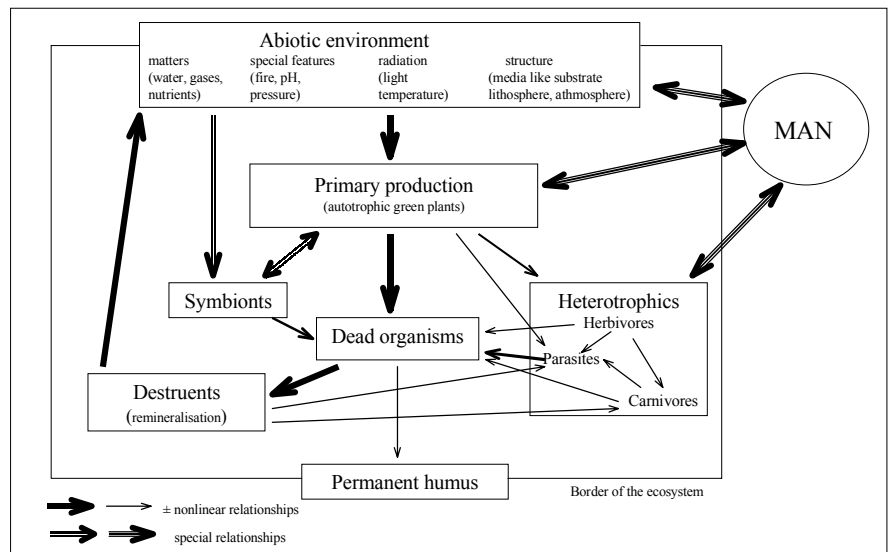 Abiotic environment
matters special features radiation structure
(water, gases, (fire, pH, (light (media like substrate
nutrients) pressure) temperature) lithosphere, athmosphere)
MAN
Primary production
(autotrophic green plants)
Symbionts
Heterotrophics
Herbivores
Dead organisms
Parasites
Destruents
(remineralisation)
Carnivores
Permanent humus
Border of the ecosystem
± nonlinear relationships
special relationships